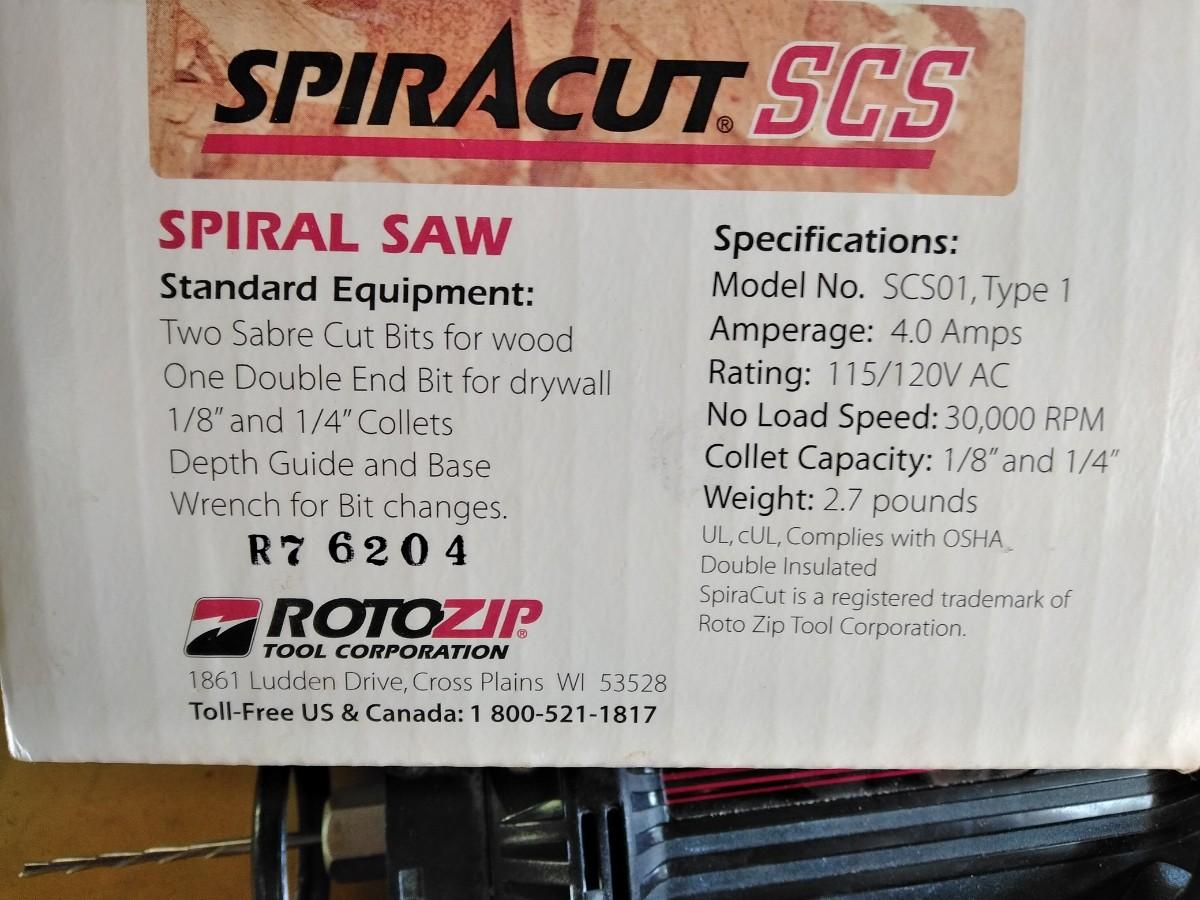 SPIRACUT® SCS
SPIRAL SAW
Standard Equipment:
Two Sabre Cut Bits for wood
One Double End Bit for drywall
1/8" and 1/4" Collets
Depth Guide and Base
Wrench for Bit changes.
R76204
ROTOZIP®
TOOL CORPORATION
1861 Ludden Drive, Cross Plains WI 53528
Toll-Free US & Canada: 1 800-521-1817
Specifications:
Model No. SCS01, Type 1
Amperage: 4.0 Amps
Rating: 115/120V AC
No Load Speed: 30,000 RPM
Collet Capacity: 1/8" and 1/4"
Weight: 2.7 pounds
UL, cUL, Complies with OSHA
Double Insulated
SpiraCut is a registered trademark of
Roto Zip Tool Corporation.